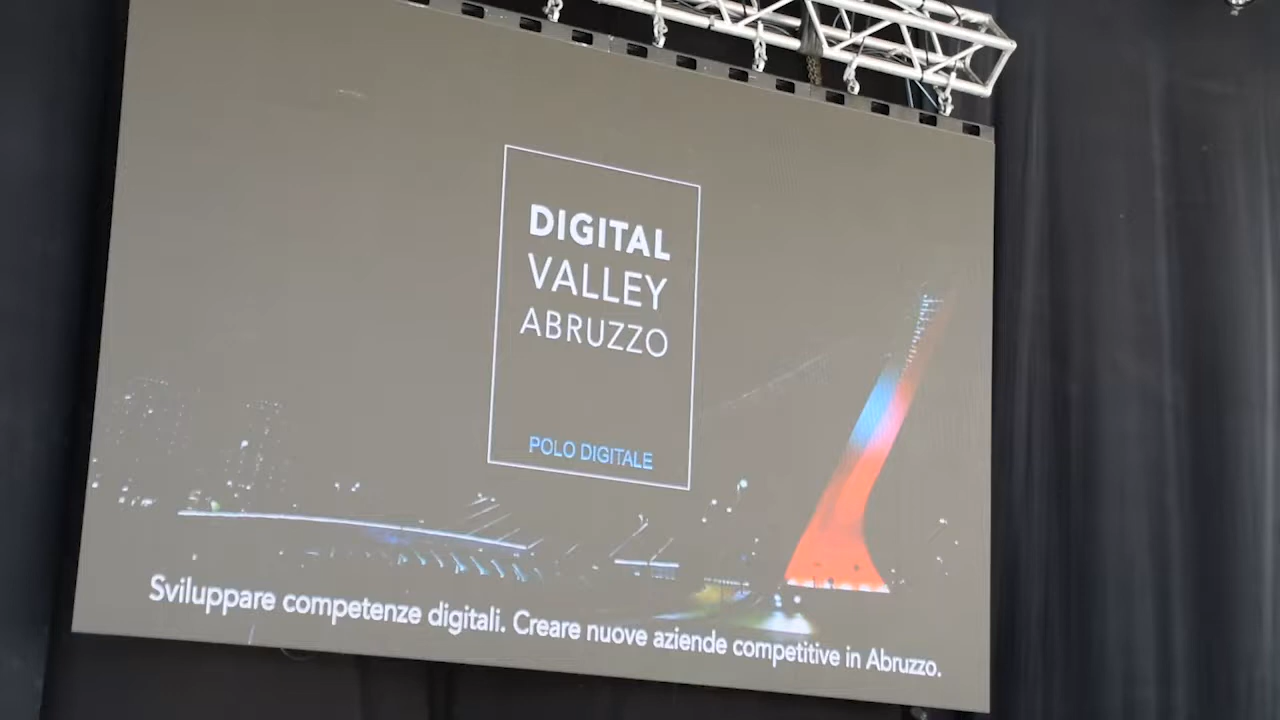 DIGITAL
VALLEY
ABRUZZO
POLO DIGITALE
Sviluppare competenze digitali. Creare nuove aziende competitive in Abruzzo.